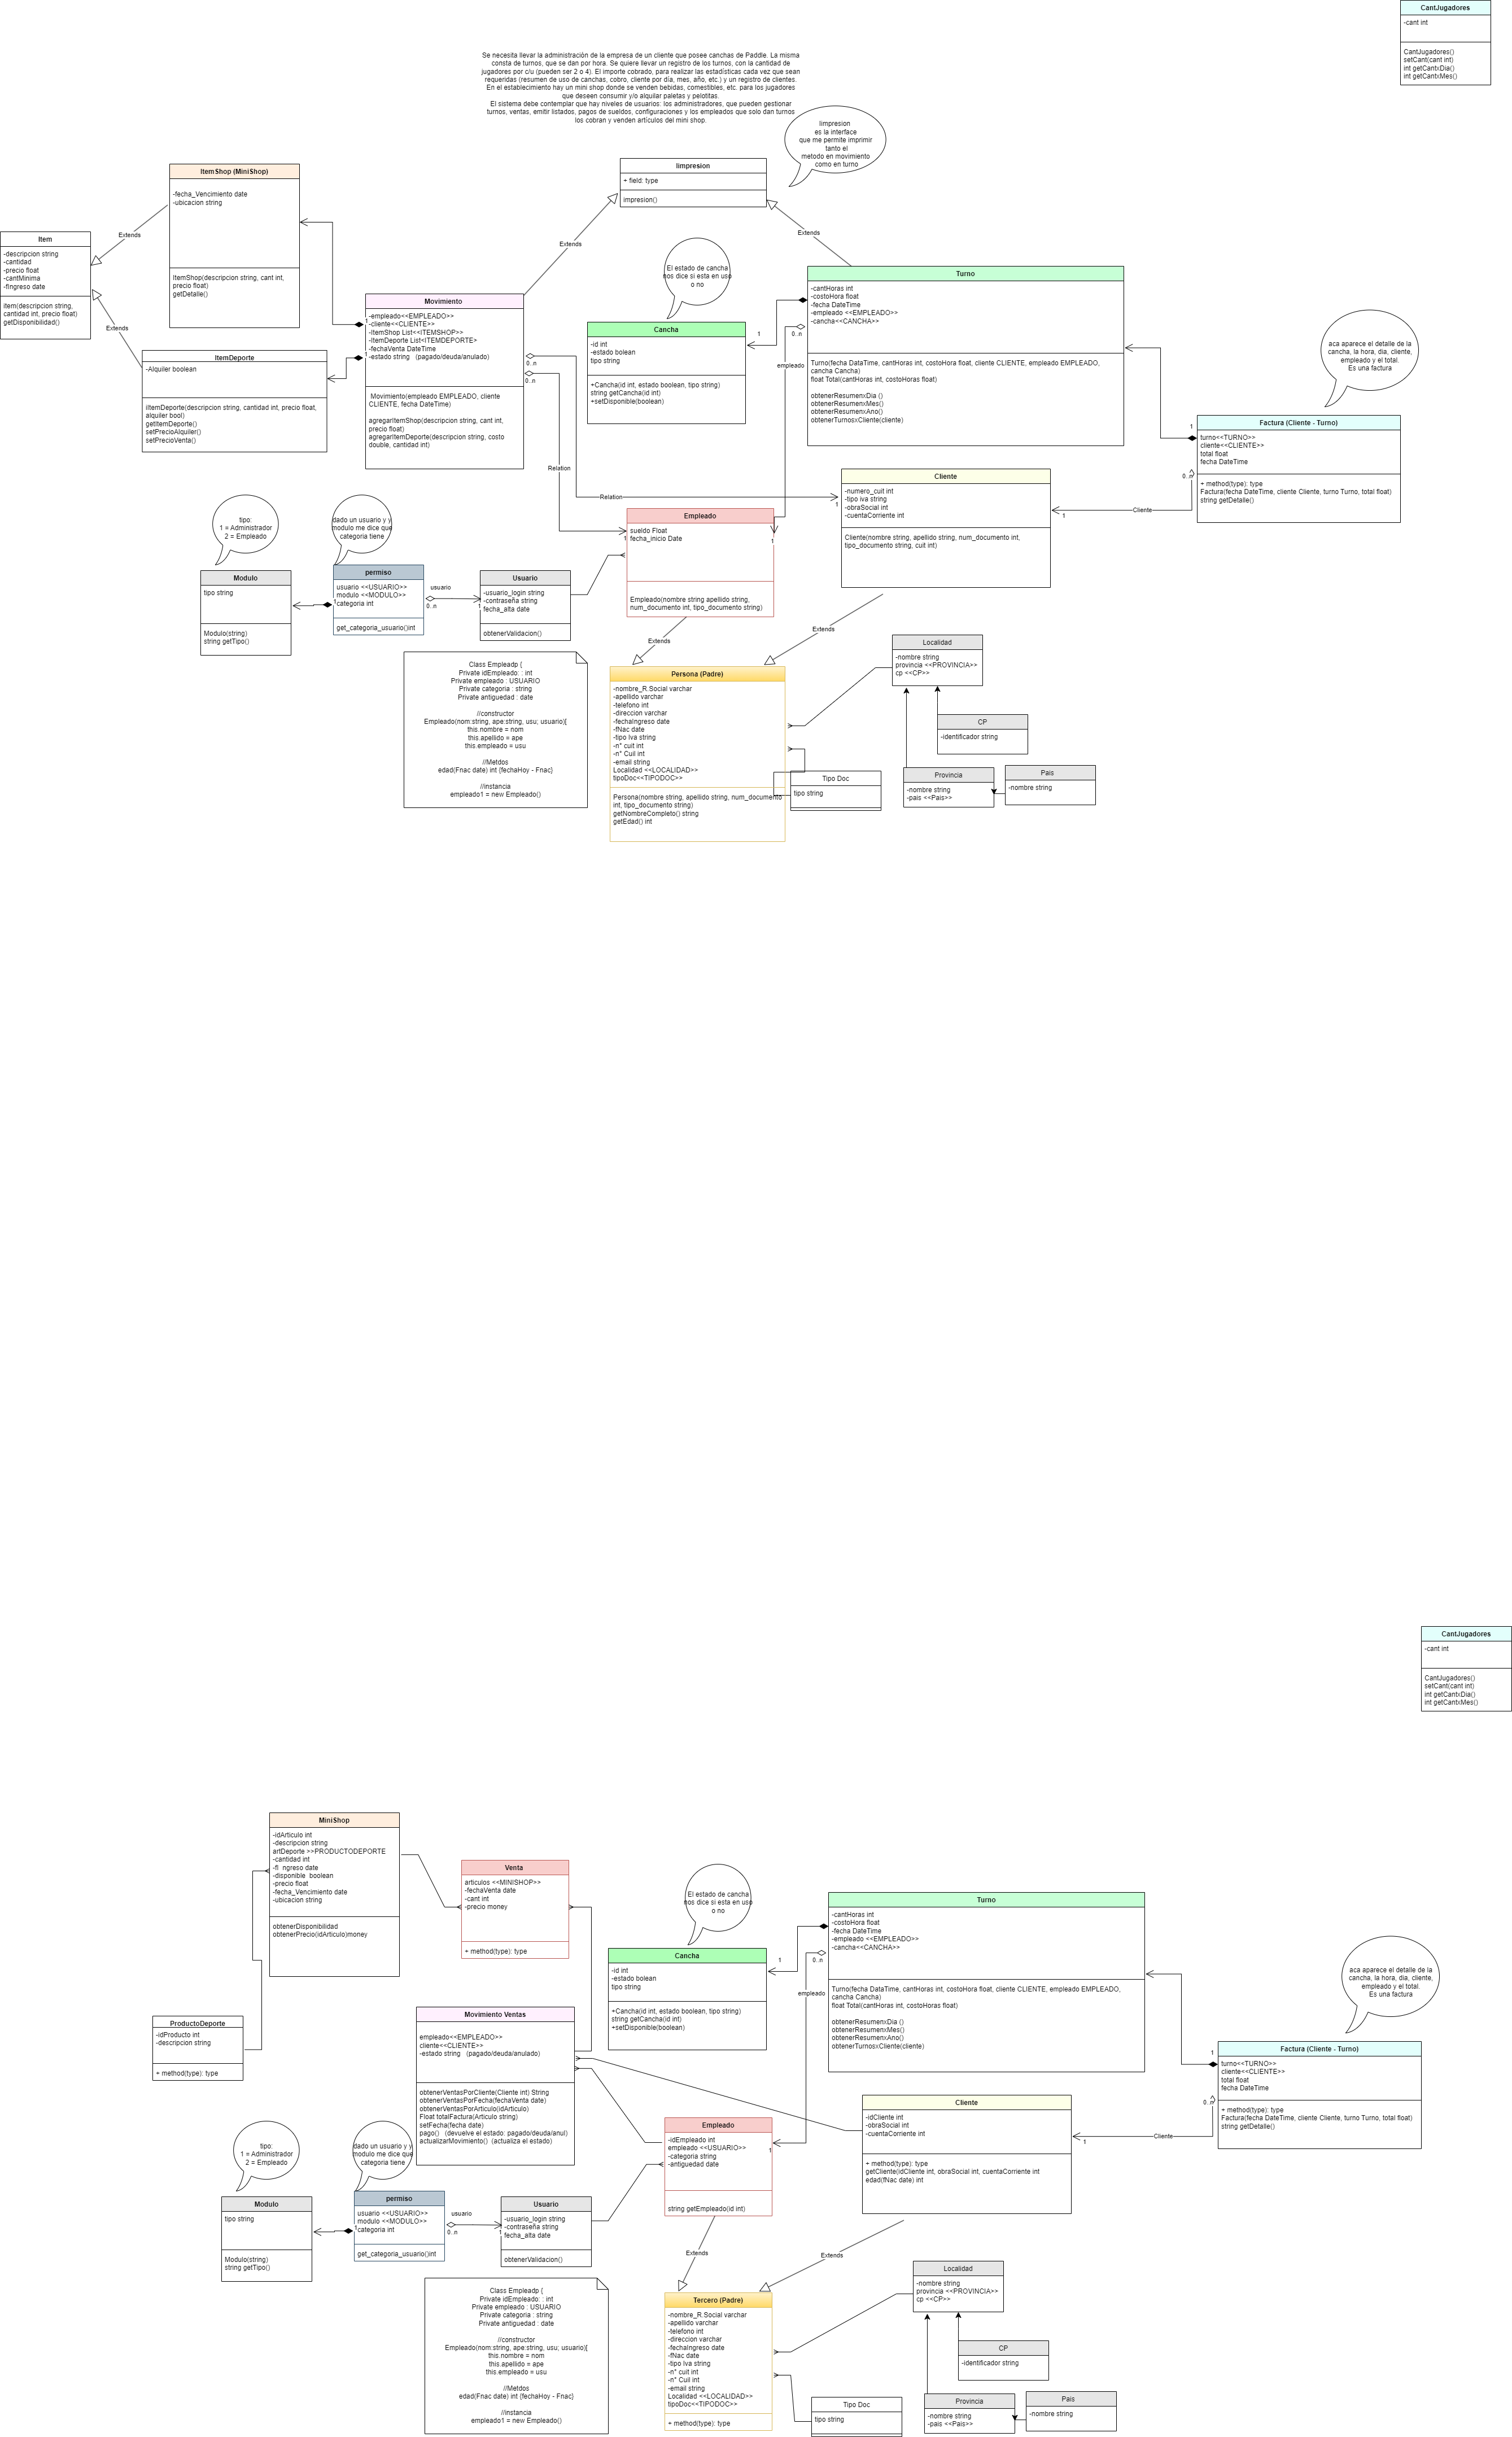 CantJugadores
-cant int
CantJugadores()
setCant(cant int)
int getCantxDia()
int getCantxMes()
Se necesita llevar la administración de la empresa de un cliente que posee canchas de Paddle. La misma
consta de turnos, que se dan por hora. Se quiere llevar un registro de los turnos, con la cantidad de
jugadores por c/u (pueden ser 2 o 4). El importe cobrado, para realizar las estadísticas cada vez que sean
requeridas (resumen de uso de canchas, cobro, cliente por día, mes, año, etc.) y un registro de clientes.
En el establecimiento hay un mini shop donde se venden bebidas, comestibles, etc. para los jugadores
que deseen consumir y/o alquilar paletas y pelotitas.
El sistema debe contemplar que hay niveles de usuarios: los administradores, que pueden gestionar
turnos, ventas, emitir listados, pagos de sueldos, configuraciones y los empleados que solo dan turnos
los cobran y venden artículos del mini shop.
Iimpresion
es la interface
que me permite imprimir
tanto el
metodo en movimiento
como en turno
Iimpresion
+ field: type
impresion()
Extends
Extends
ItemShop (MiniShop)
-fecha_Vencimiento date
-ubicacion string
ItemShop(descripcion string, cant int,
precio float)
getDetalle()
Extends
Item
-descripcion string
-cantidad
-precio float
-cantMinima
-fIngreso date
item(descripcion string,
cantidad int, precio float)
getDisponibilidad()
Extends
ItemDeporte
-Alquiler boolean
iItemDeporte(descripcion string, cantidad int, precio float,
alquiler bool)
getitemDeporte()
setPrecioAlquiler()
setPrecioVenta()
Movimiento
-empleado<<EMPLEADO>>
-cliente<<CLIENTE>>
-ItemShop List<<ITEMSHOP>>
-ItemDeporte List<ITEMDEPORTE>
-fechaVenta DateTime
-estado string   (pagado/deuda/anulado)
Movimiento(empleado EMPLEADO, cliente
CLIENTE, fecha DateTime)
agregarItemShop(descripcion string, cant int,
precio float)
agregarItemDeporte(descripcion string, costo
double, cantidad int)
1
1
0..n
0..n
Relation
Relation
El estado de cancha
nos dice si esta en uso
o no
Cancha
-id int
-estado bolean
tipo string
+Cancha(id int, estado boolean, tipo string)
string getCancha(id int)
+setDisponible(boolean)
1
0..n
empleado
Turno
-cantHoras int
-costoHora float
-fecha DateTime
-empleado <<EMPLEADO>>
-cancha<<CANCHA>>
Turno(fecha DataTime, cantHoras int, costoHora float, cliente CLIENTE, empleado EMPLEADO,
cancha Cancha)
float Total(cantHoras int, costoHoras float)
obtenerResumenxDia ()
obtenerResumenxMes()
obtenerResumenxAno()
obtenerTurnosxCliente(cliente)
aca aparece el detalle de la
cancha, la hora, dia, cliente,
empleado y el total.
Es una factura
1
Factura (Cliente - Turno)
turno<<TURNO>>
cliente<<CLIENTE>>
total float
fecha DateTime
+ method(type): type
Factura(fecha DateTime, cliente Cliente, turno Turno, total float)
string getDetalle()
0..n
Cliente
1
Cliente
-numero_cuit int
-tipo iva string
-obraSocial int
-cuentaCorriente int
Cliente(nombre string, apellido string, num_documento int,
tipo_documento string, cuit int)
1
Empleado
sueldo Float
fecha_inicio Date
Empleado(nombre string apellido string,
num_documento int, tipo_documento string)
1
1
tipo:
1 = Administrador
2 = Empleado
dado un usuario y y
modulo me dice que
categoria tiene
Modulo
tipo string
Modulo(string)
string getTipo()
permiso
usuario <<USUARIO>>
modulo <<MODULO>>
categoria int
get_categoria_usuario()int
1
usuario
0..n
1
Usuario
-usuario_login string
-contraseña string
fecha_alta date
obtenerValidacion()
Extends
Extends
Class Empleadp {
Private idEmpleado: : int
Private empleado : USUARIO
Private categoria : string
Private antiguedad : date
//constructor
Empleado(nom:string, ape:string, usu; usuario){
this.nombre = nom
this.apellido = ape
this.empleado = usu
//Metdos
edad(Fnac date) int {fechaHoy - Fnac}
//instancia
empleado1 = new Empleado()
Persona (Padre)
-nombre_R.Social varchar
-apellido varchar
-telefono int
-direccion varchar
-fechaIngreso date
-fNac date
-tipo Iva string
-n° cuit int
-n° Cuil int
-email string
Localidad <<LOCALIDAD>>
tipoDoc<<TIPODOC>>
Persona(nombre string, apellido string, num_documento
int, tipo_documento string)
getNombreCompleto() string
getEdad() int
Tipo Doc
tipo string
Localidad
-nombre string
provincia <<PROVINCIA>>
cp <<CP>>
CP
-identificador string
Provincia
-nombre string
-pais <<Pais>>
Pais
-nombre string
CantJugadores
-cant int
CantJugadores()
setCant(cant int)
int getCantxDia()
int getCantxMes()
MiniShop
-idArticulo int
-descripcion string
artDeporte >>PRODUCTODEPORTE
-cantidad int
-fI  ngreso date
-disponible  boolean
-precio float
-fecha_Vencimiento date
-ubicacion string
obtenerDisponibilidad
obtenerPrecio(idArticulo)money
Venta
articulos <<MINISHOP>>
-fechaVenta date
-cant int
-precio money
+ method(type): type
ProductoDeporte
-idProducto int
-descripcion string
+ method(type): type
Movimiento Ventas
empleado<<EMPLEADO>>
cliente<<CLIENTE>>
-estado string   (pagado/deuda/anulado)
obtenerVentasPorCliente(Cliente int) String
obtenerVentasPorFecha(fechaVenta date)
obtenerVentasPorArticulo(idArticulo)
Float totalFactura(Articulo string)
setFecha(fecha date)
pago()   (devuelve el estado: pagado/deuda/anul)
actualizarMovimiento()  (actualiza el estado)
El estado de cancha
nos dice si esta en uso
o no
Cancha
-id int
-estado bolean
tipo string
+Cancha(id int, estado boolean, tipo string)
string getCancha(id int)
+setDisponible(boolean)
1
0..n
empleado
Turno
-cantHoras int
-costoHora float
-fecha DateTime
-empleado <<EMPLEADO>>
-cancha<<CANCHA>>
Turno(fecha DataTime, cantHoras int, costoHora float, cliente CLIENTE, empleado EMPLEADO,
cancha Cancha)
float Total(cantHoras int, costoHoras float)
obtenerResumenxDia ()
obtenerResumenxMes()
obtenerResumenxAno()
obtenerTurnosxCliente(cliente)
aca aparece el detalle de la
cancha, la hora, dia, cliente,
empleado y el total.
Es una factura
1
Factura (Cliente - Turno)
turno<<TURNO>>
cliente<<CLIENTE>>
total float
fecha DateTime
+ method(type): type
Factura(fecha DateTime, cliente Cliente, turno Turno, total float)
string getDetalle()
0..n
Cliente
1
Cliente
-idCliente int
-obraSocial int
-cuentaCorriente int
+ method(type): type
getCliente(idCliente int, obraSocial int, cuentaCorriente int
edad(fNac date) int
Empleado
-idEmpleado int
empleado <<USUARIO>>
-categoria string
-antiguedad date
string getEmpleado(id int)
1
tipo:
1 = Administrador
2 = Empleado
dado un usuario y y
modulo me dice que
categoria tiene
Modulo
tipo string
Modulo(string)
string getTipo()
permiso
usuario <<USUARIO>>
modulo <<MODULO>>
categoria int
get_categoria_usuario()int
1
usuario
0..n
1
Usuario
-usuario_login string
-contraseña string
fecha_alta date
obtenerValidacion()
Extends
Extends
Class Empleadp {
Private idEmpleado: : int
Private empleado : USUARIO
Private categoria : string
Private antiguedad : date
//constructor
Empleado(nom:string, ape:string, usu; usuario){
this.nombre = nom
this.apellido = ape
this.empleado = usu
//Metdos
edad(Fnac date) int {fechaHoy - Fnac}
//instancia
empleado1 = new Empleado()
Tercero (Padre)
-nombre_R.Social varchar
-apellido varchar
-telefono int
-direccion varchar
-fechaIngreso date
-fNac date
-tipo Iva string
-n° cuit int
-n° Cuil int
-email string
Localidad <<LOCALIDAD>>
tipoDoc<<TIPODOC>>
+ method(type): type
Tipo Doc
tipo string
Localidad
-nombre string
provincia <<PROVINCIA>>
cp <<CP>>
CP
-identificador string
Provincia
-nombre string
-pais <<Pais>>
Pais
-nombre string